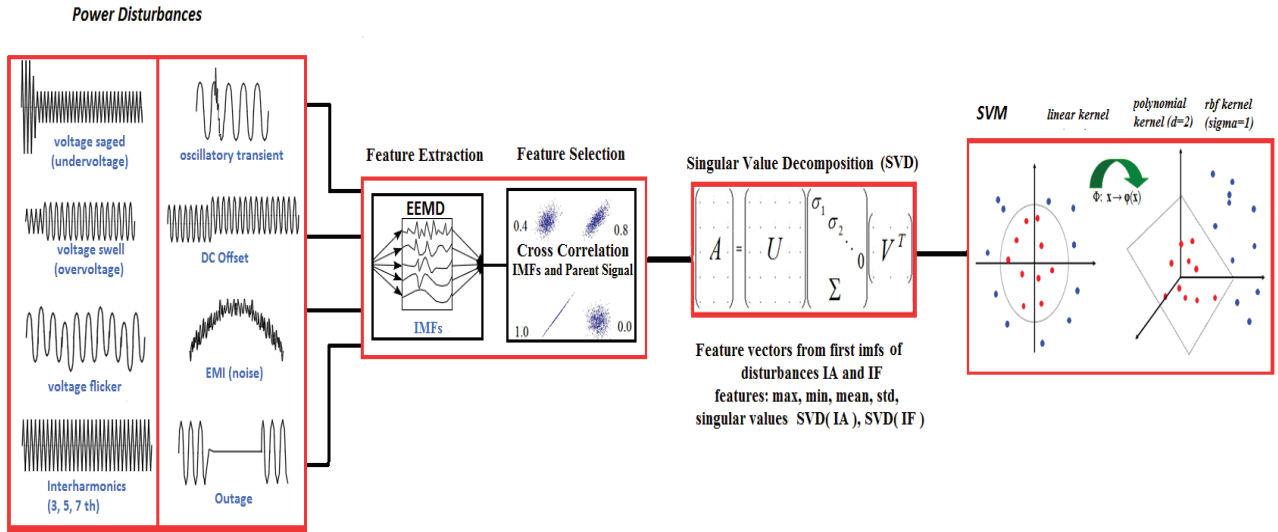 Power Disturbances
voltage saged
(undervoltage)
oscillatory transient
voltage swell
(overvoltage)
DC Offset
voltage flicker
EMI (noise)
Interharmonics
(3, 5, 7 th)
Outage
Feature Extraction
Feature Selection
EEMD
IMFs
0.4
0.8
Cross Correlation
IMFs and Parent Signal
1.0
0.0
Singular Value Decomposition (SVD)
A = U σ1 σ2 ⋱ 0 Σ V^T
Feature vectors from first imfs of
disturbances IA and IF
features: max, min, mean, std,
singular values SVD( IA ), SVD( IF )
SVM
linear kernel
polynomial
kernel (d=2)
rbf kernel
(sigma=1)
Φ: x→φ(x)